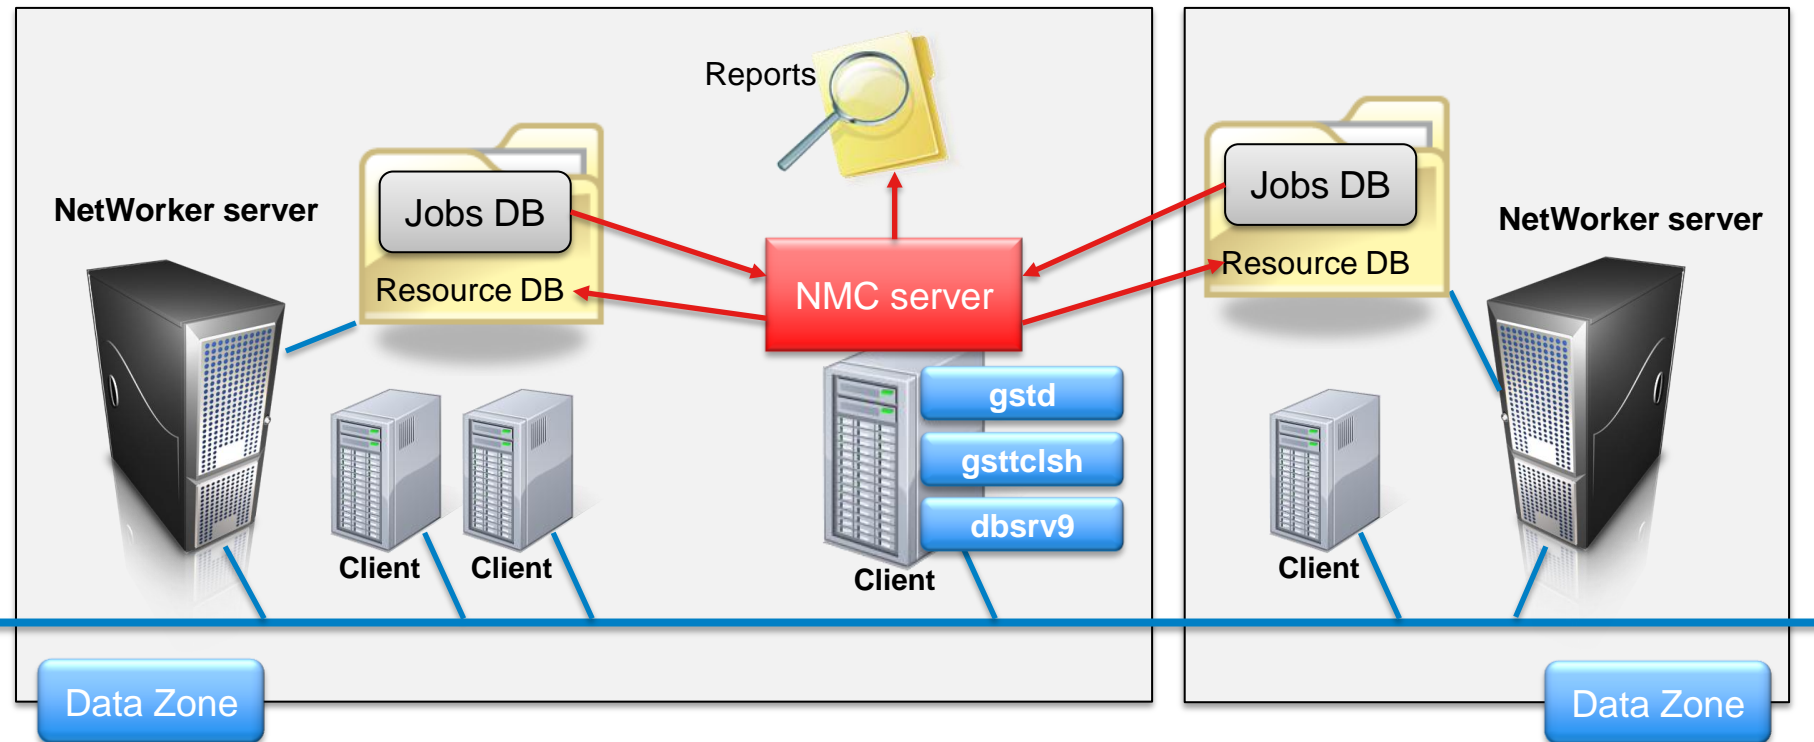 Reports
NetWorker server
Jobs DB
Resource DB
NMC server
Jobs DB
Resource DB
NetWorker server
gstd
gsttclsh
dbsrv9
Client
Client
Client
Client
Data Zone
Data Zone